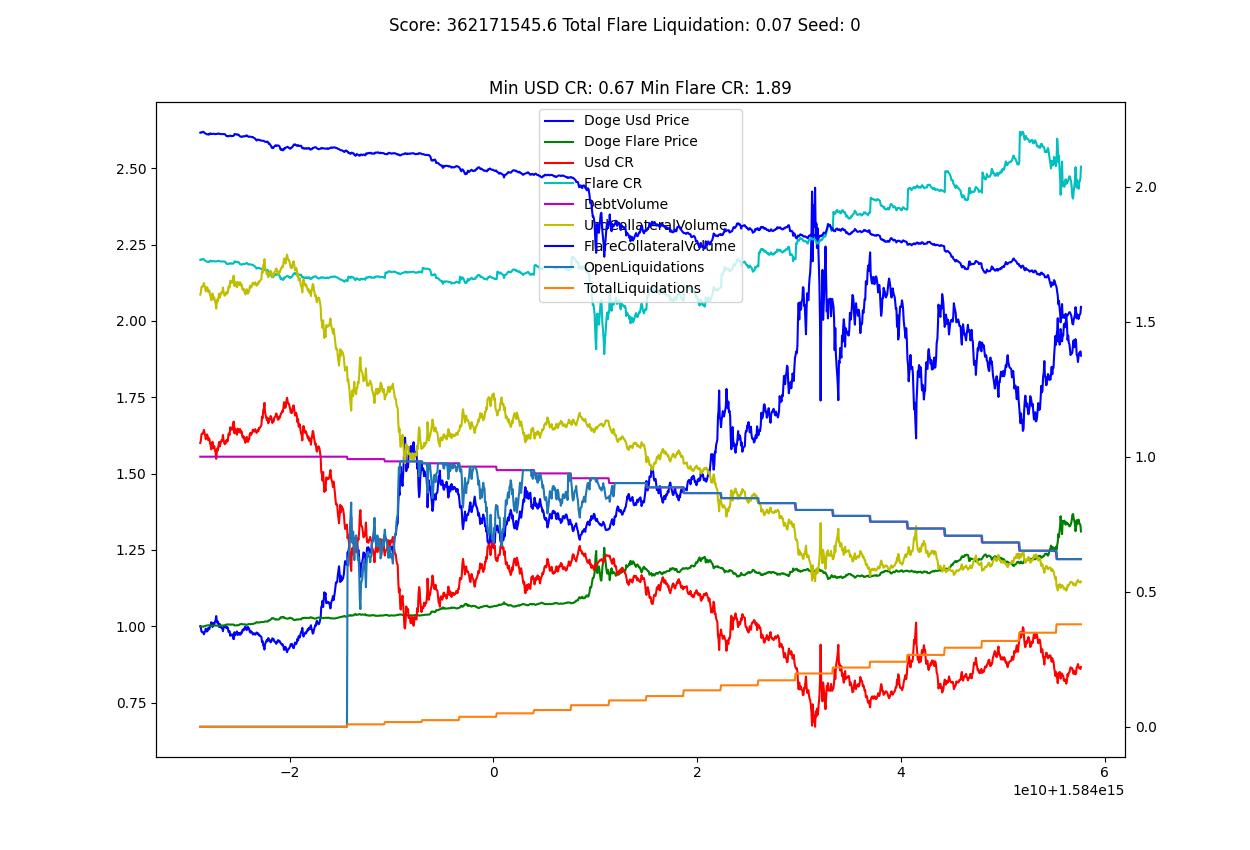 Score: 362171545.6 Total Flare Liquidation: 0.07 Seed: 0
Min USD CR: 0.67 Min Flare CR: 1.89
Doge Usd Price
Doge Flare Price
Usd CR
Flare CR
DebtVolume
UsdCollateralVolume
FlareCollateralVolume
OpenLiquidations
TotalLiquidations
2.50
2.25
2.00
1.75
1.50
1.25
1.00
0.75
2.0
1.5
1.0
0.5
0.0
−2
0
2
4
6
1e10+1.584e15